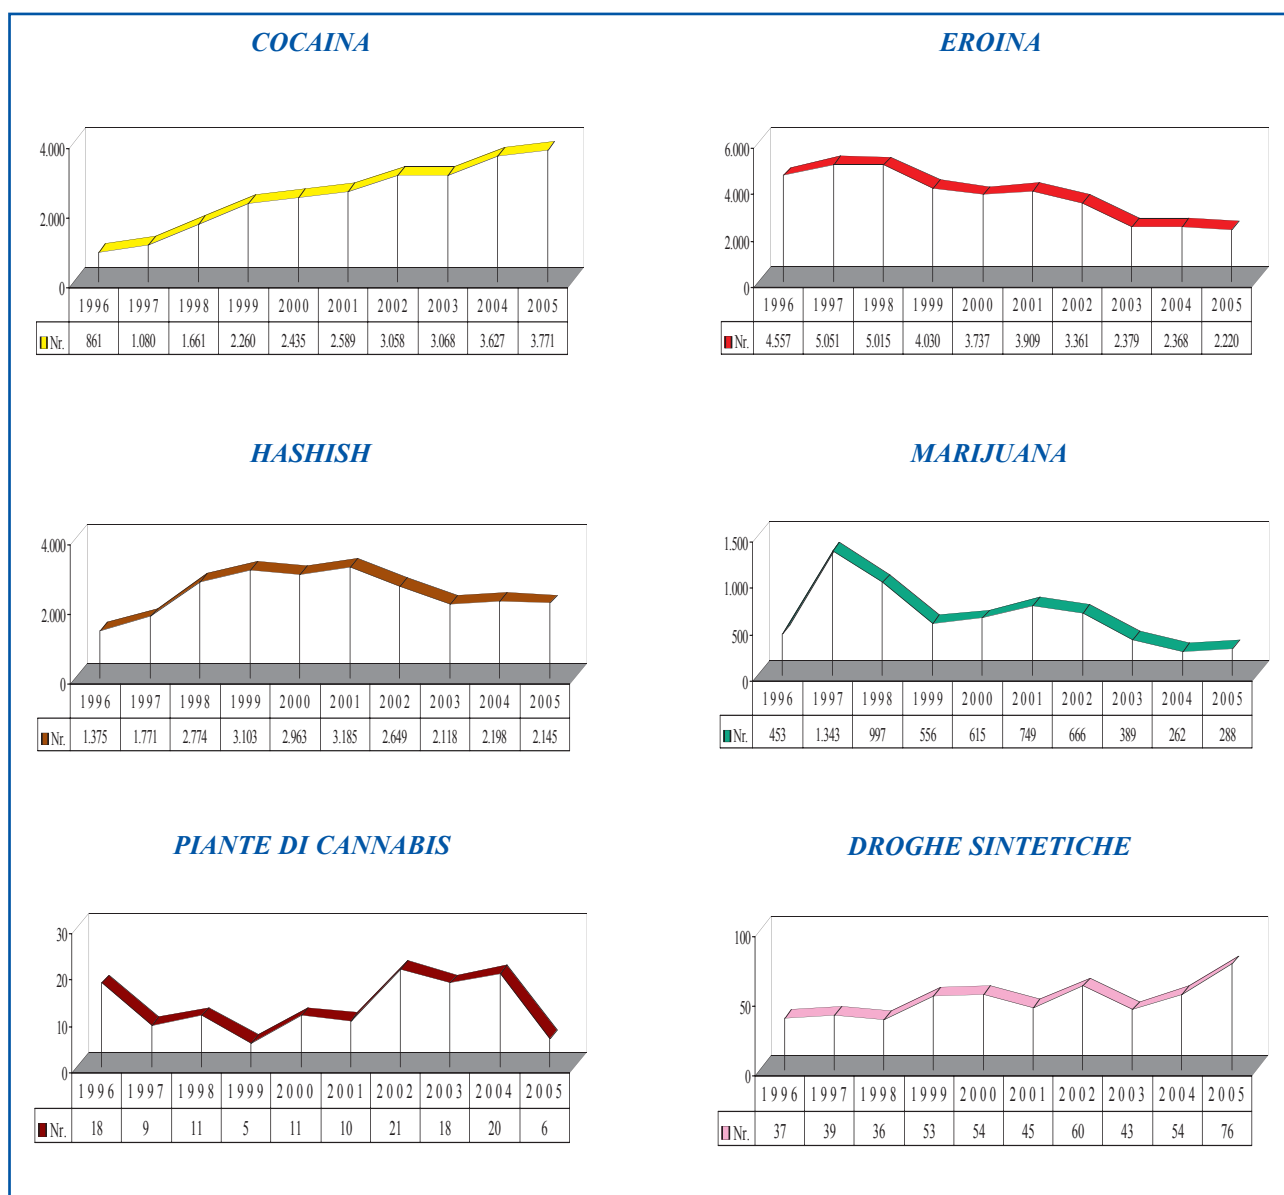 COCAINA
4.000
2.000
0
1996 1997 1998 1999 2000 2001 2002 2003 2004 2005
Nr. 861 1.080 1.661 2.260 2.435 2.589 3.058 3.068 3.627 3.771
EROINA
6.000
4.000
2.000
0
1996 1997 1998 1999 2000 2001 2002 2003 2004 2005
Nr. 4.557 5.051 5.015 4.030 3.737 3.909 3.361 2.379 2.368 2.220
HASHISH
4.000
2.000
0
1996 1997 1998 1999 2000 2001 2002 2003 2004 2005
Nr. 1.375 1.771 2.774 3.103 2.963 3.185 2.649 2.118 2.198 2.145
MARIJUANA
1.500
1.000
500
0
1996 1997 1998 1999 2000 2001 2002 2003 2004 2005
Nr. 453 1.343 997 556 615 749 666 389 262 288
PIANTE DI CANNABIS
30
20
10
0
1996 1997 1998 1999 2000 2001 2002 2003 2004 2005
Nr. 18 9 11 5 11 10 21 18 20 6
DROGHE SINTETICHE
100
50
0
1996 1997 1998 1999 2000 2001 2002 2003 2004 2005
Nr. 37 39 36 53 54 45 60 43 54 76